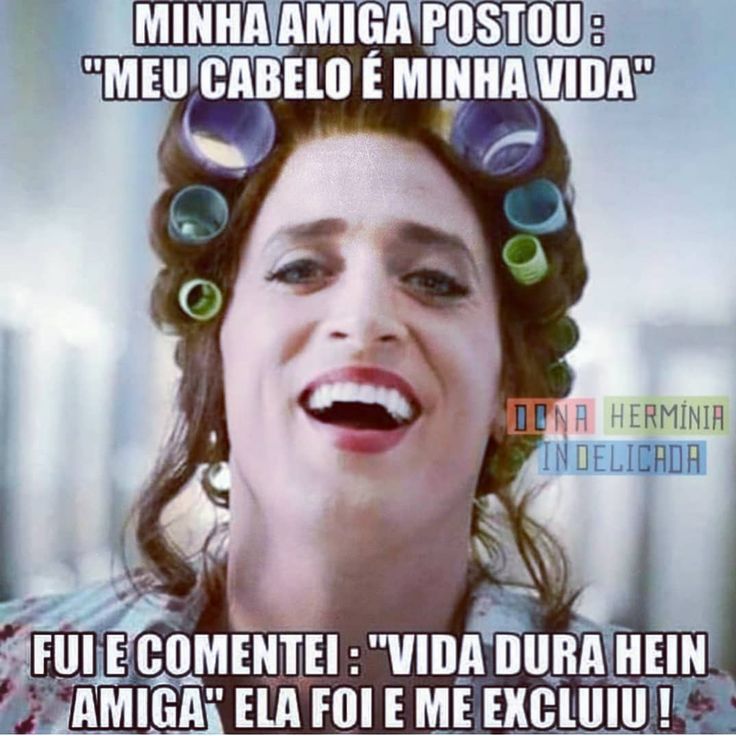 MINHA AMIGA POSTOU :
"MEU CABELO É MINHA VIDA"
DONA HERMÍNIA
INDELICADA
FUI E COMENTEI : "VIDA DURA HEIN
AMIGA" ELA FOI E ME EXCLUIU !